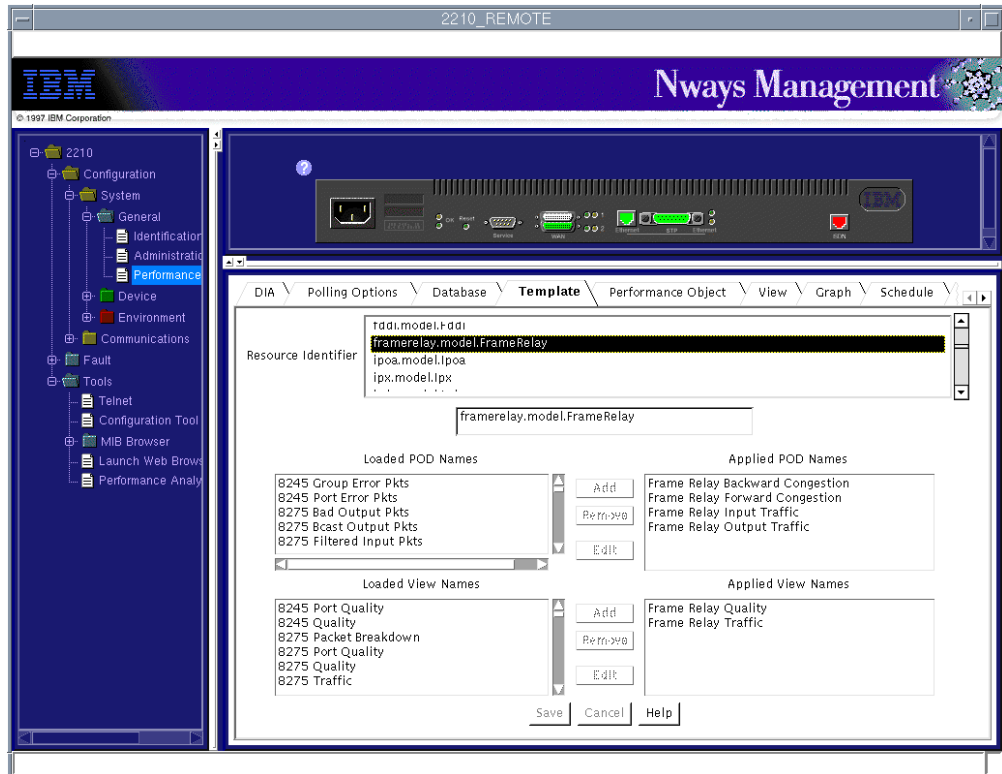 2210_REMOTE
IBM
Nways Management
© 1997 IBM Corporation
2210
Configuration
System
General
Identification
Administratio
Performance
Device
Environment
Communications
Fault
Tools
Telnet
Configuration Tool
MIB Browser
Launch Web Brows
Performance Analy
?
OK
Reset
Service
WAN
1
2
Ethernet
STP
Ethernet
IBM
ISDN
DIA
Polling Options
Database
Template
Performance Object
View
Graph
Schedule
Resource Identifier
fddi.model.Fddi
framerelay.model.FrameRelay
ipoa.model.Ipoa
ipx.model.Ipx
framerelay.model.FrameRelay
Loaded POD Names
Applied POD Names
8245 Group Error Pkts
8245 Port Error Pkts
8275 Bad Output Pkts
8275 Bcast Output Pkts
8275 Filtered Input Pkts
Add
Remove
Edit
Frame Relay Backward Congestion
Frame Relay Forward Congestion
Frame Relay Input Traffic
Frame Relay Output Traffic
Loaded View Names
Applied View Names
8245 Port Quality
8245 Quality
8275 Packet Breakdown
8275 Port Quality
8275 Quality
8275 Traffic
Add
Remove
Edit
Frame Relay Quality
Frame Relay Traffic
Save
Cancel
Help